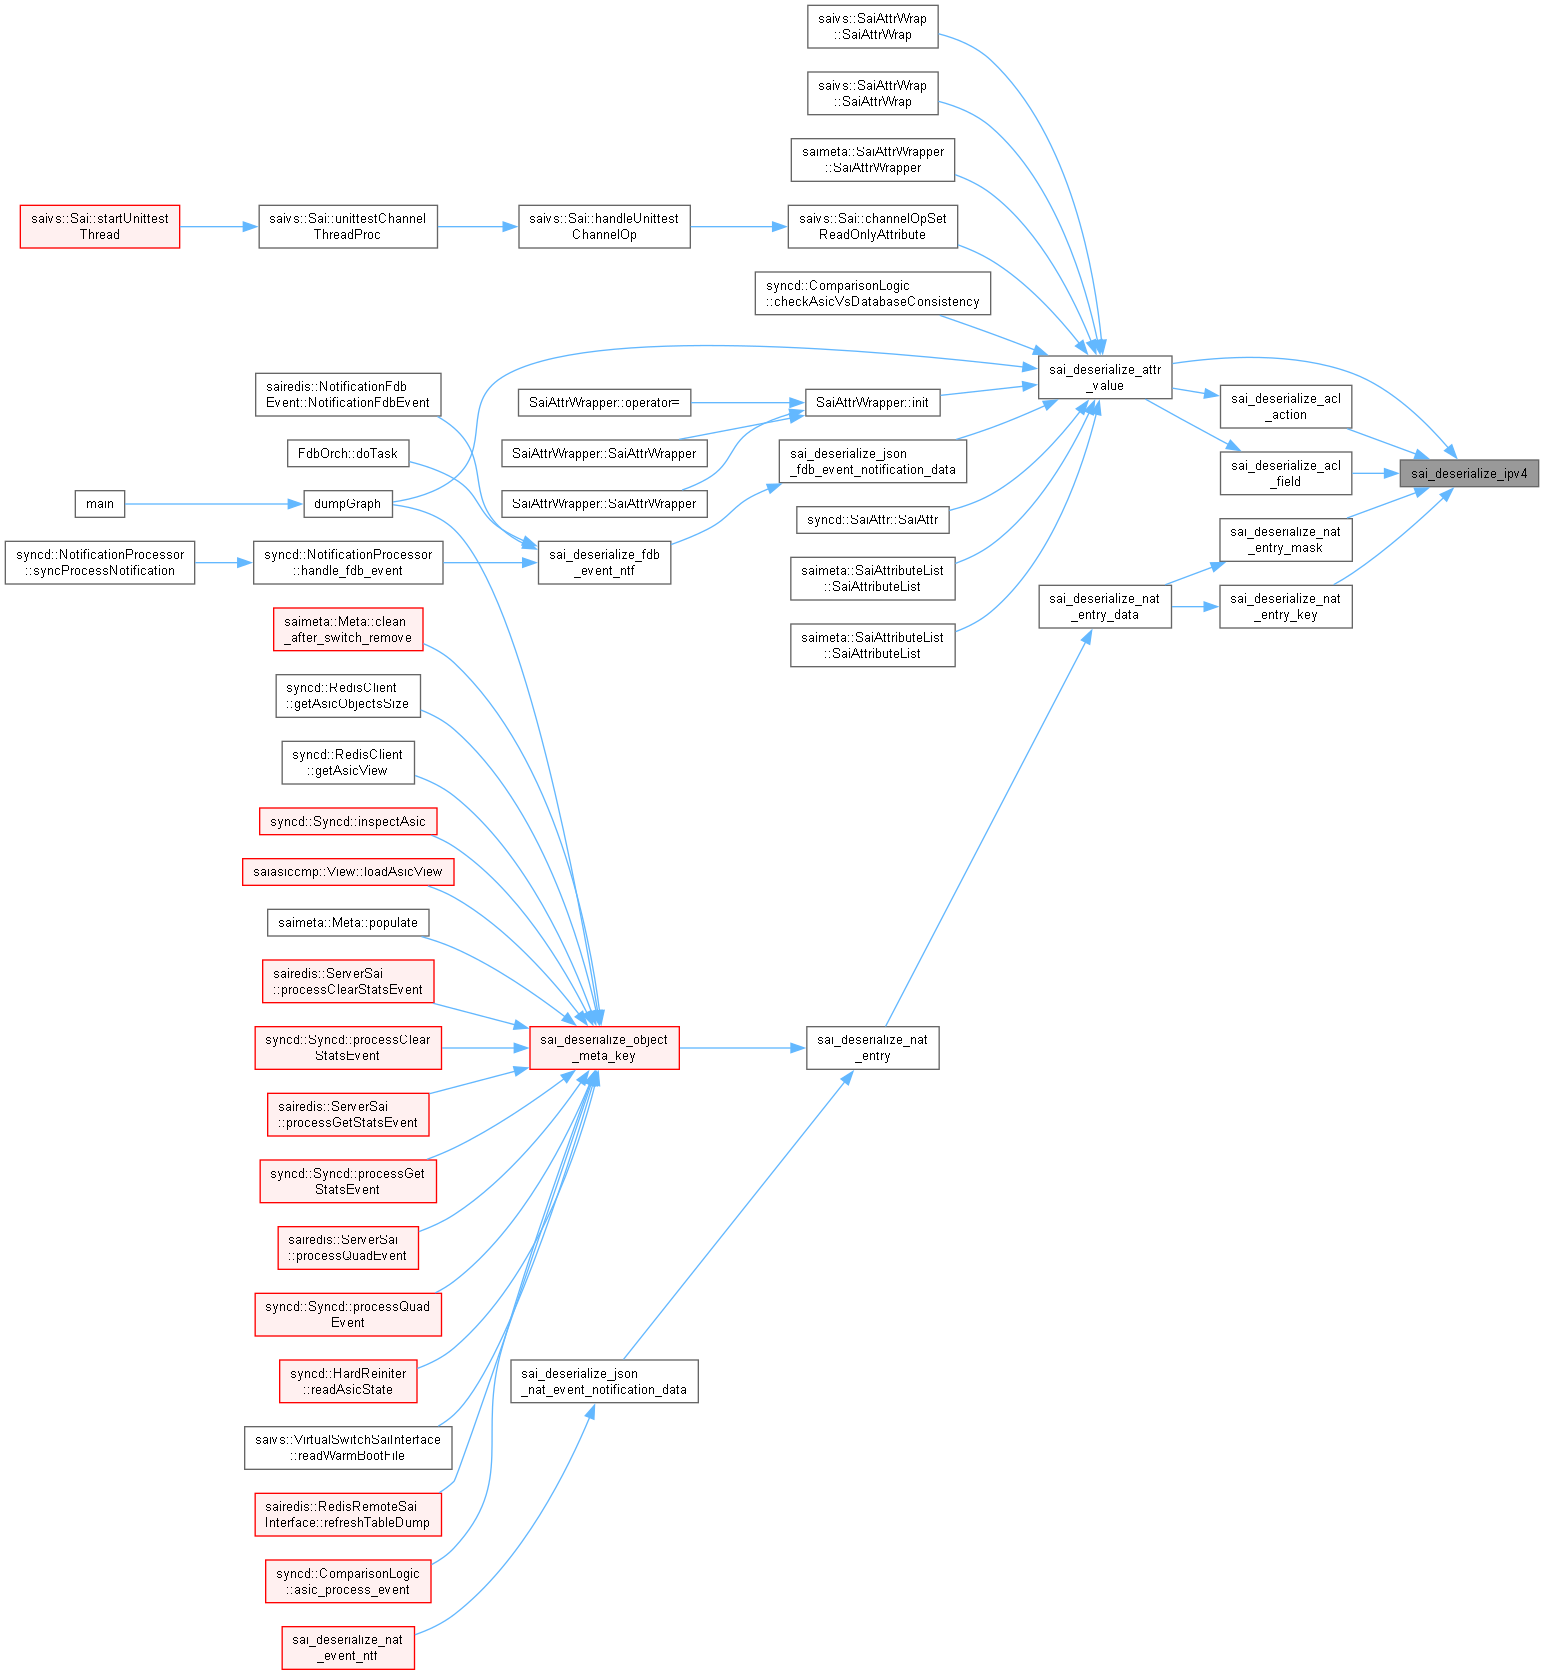 saivs::SaiAttrWrap
::SaiAttrWrap
saivs::SaiAttrWrap
::SaiAttrWrap
saimeta::SaiAttrWrapper
::SaiAttrWrapper
saivs::Sai::startUnittest
Thread
saivs::Sai::unittestChannel
ThreadProc
saivs::Sai::handleUnittest
ChannelOp
saivs::Sai::channelOpSet
ReadOnlyAttribute
syncd::ComparisonLogic
::checkAsicVsDatabaseConsistency
sai_deserialize_attr
_value
sairedis::NotificationFdb
Event::NotificationFdbEvent
SaiAttrWrapper::operator=
SaiAttrWrapper::init
sai_deserialize_acl
_action
FdbOrch::doTask
SaiAttrWrapper::SaiAttrWrapper
sai_deserialize_json
_fdb_event_notification_data
sai_deserialize_acl
_field
sai_deserialize_ipv4
main
dumpGraph
SaiAttrWrapper::SaiAttrWrapper
syncd::SaiAttr::SaiAttr
sai_deserialize_nat
_entry_mask
syncd::NotificationProcessor
::syncProcessNotification
syncd::NotificationProcessor
::handle_fdb_event
sai_deserialize_fdb
_event_ntf
saimeta::SaiAttributeList
::SaiAttributeList
sai_deserialize_nat
_entry_data
sai_deserialize_nat
_entry_key
saimeta::Meta::clean
_after_switch_remove
saimeta::SaiAttributeList
::SaiAttributeList
syncd::RedisClient
::getAsicObjectsSize
syncd::RedisClient
::getAsicView
syncd::Syncd::inspectAsic
saiasiccmp::View::loadAsicView
saimeta::Meta::populate
sairedis::ServerSai
::processClearStatsEvent
syncd::Syncd::processClear
StatsEvent
sai_deserialize_object
_meta_key
sai_deserialize_nat
_entry
sairedis::ServerSai
::processGetStatsEvent
syncd::Syncd::processGet
StatsEvent
sairedis::ServerSai
::processQuadEvent
syncd::Syncd::processQuad
Event
syncd::HardReiniter
::readAsicState
sai_deserialize_json
_nat_event_notification_data
saivs::VirtualSwitchSaiInterface
::readWarmBootFile
sairedis::RedisRemoteSai
Interface::refreshTableDump
syncd::ComparisonLogic
::asic_process_event
sai_deserialize_nat
_event_ntf